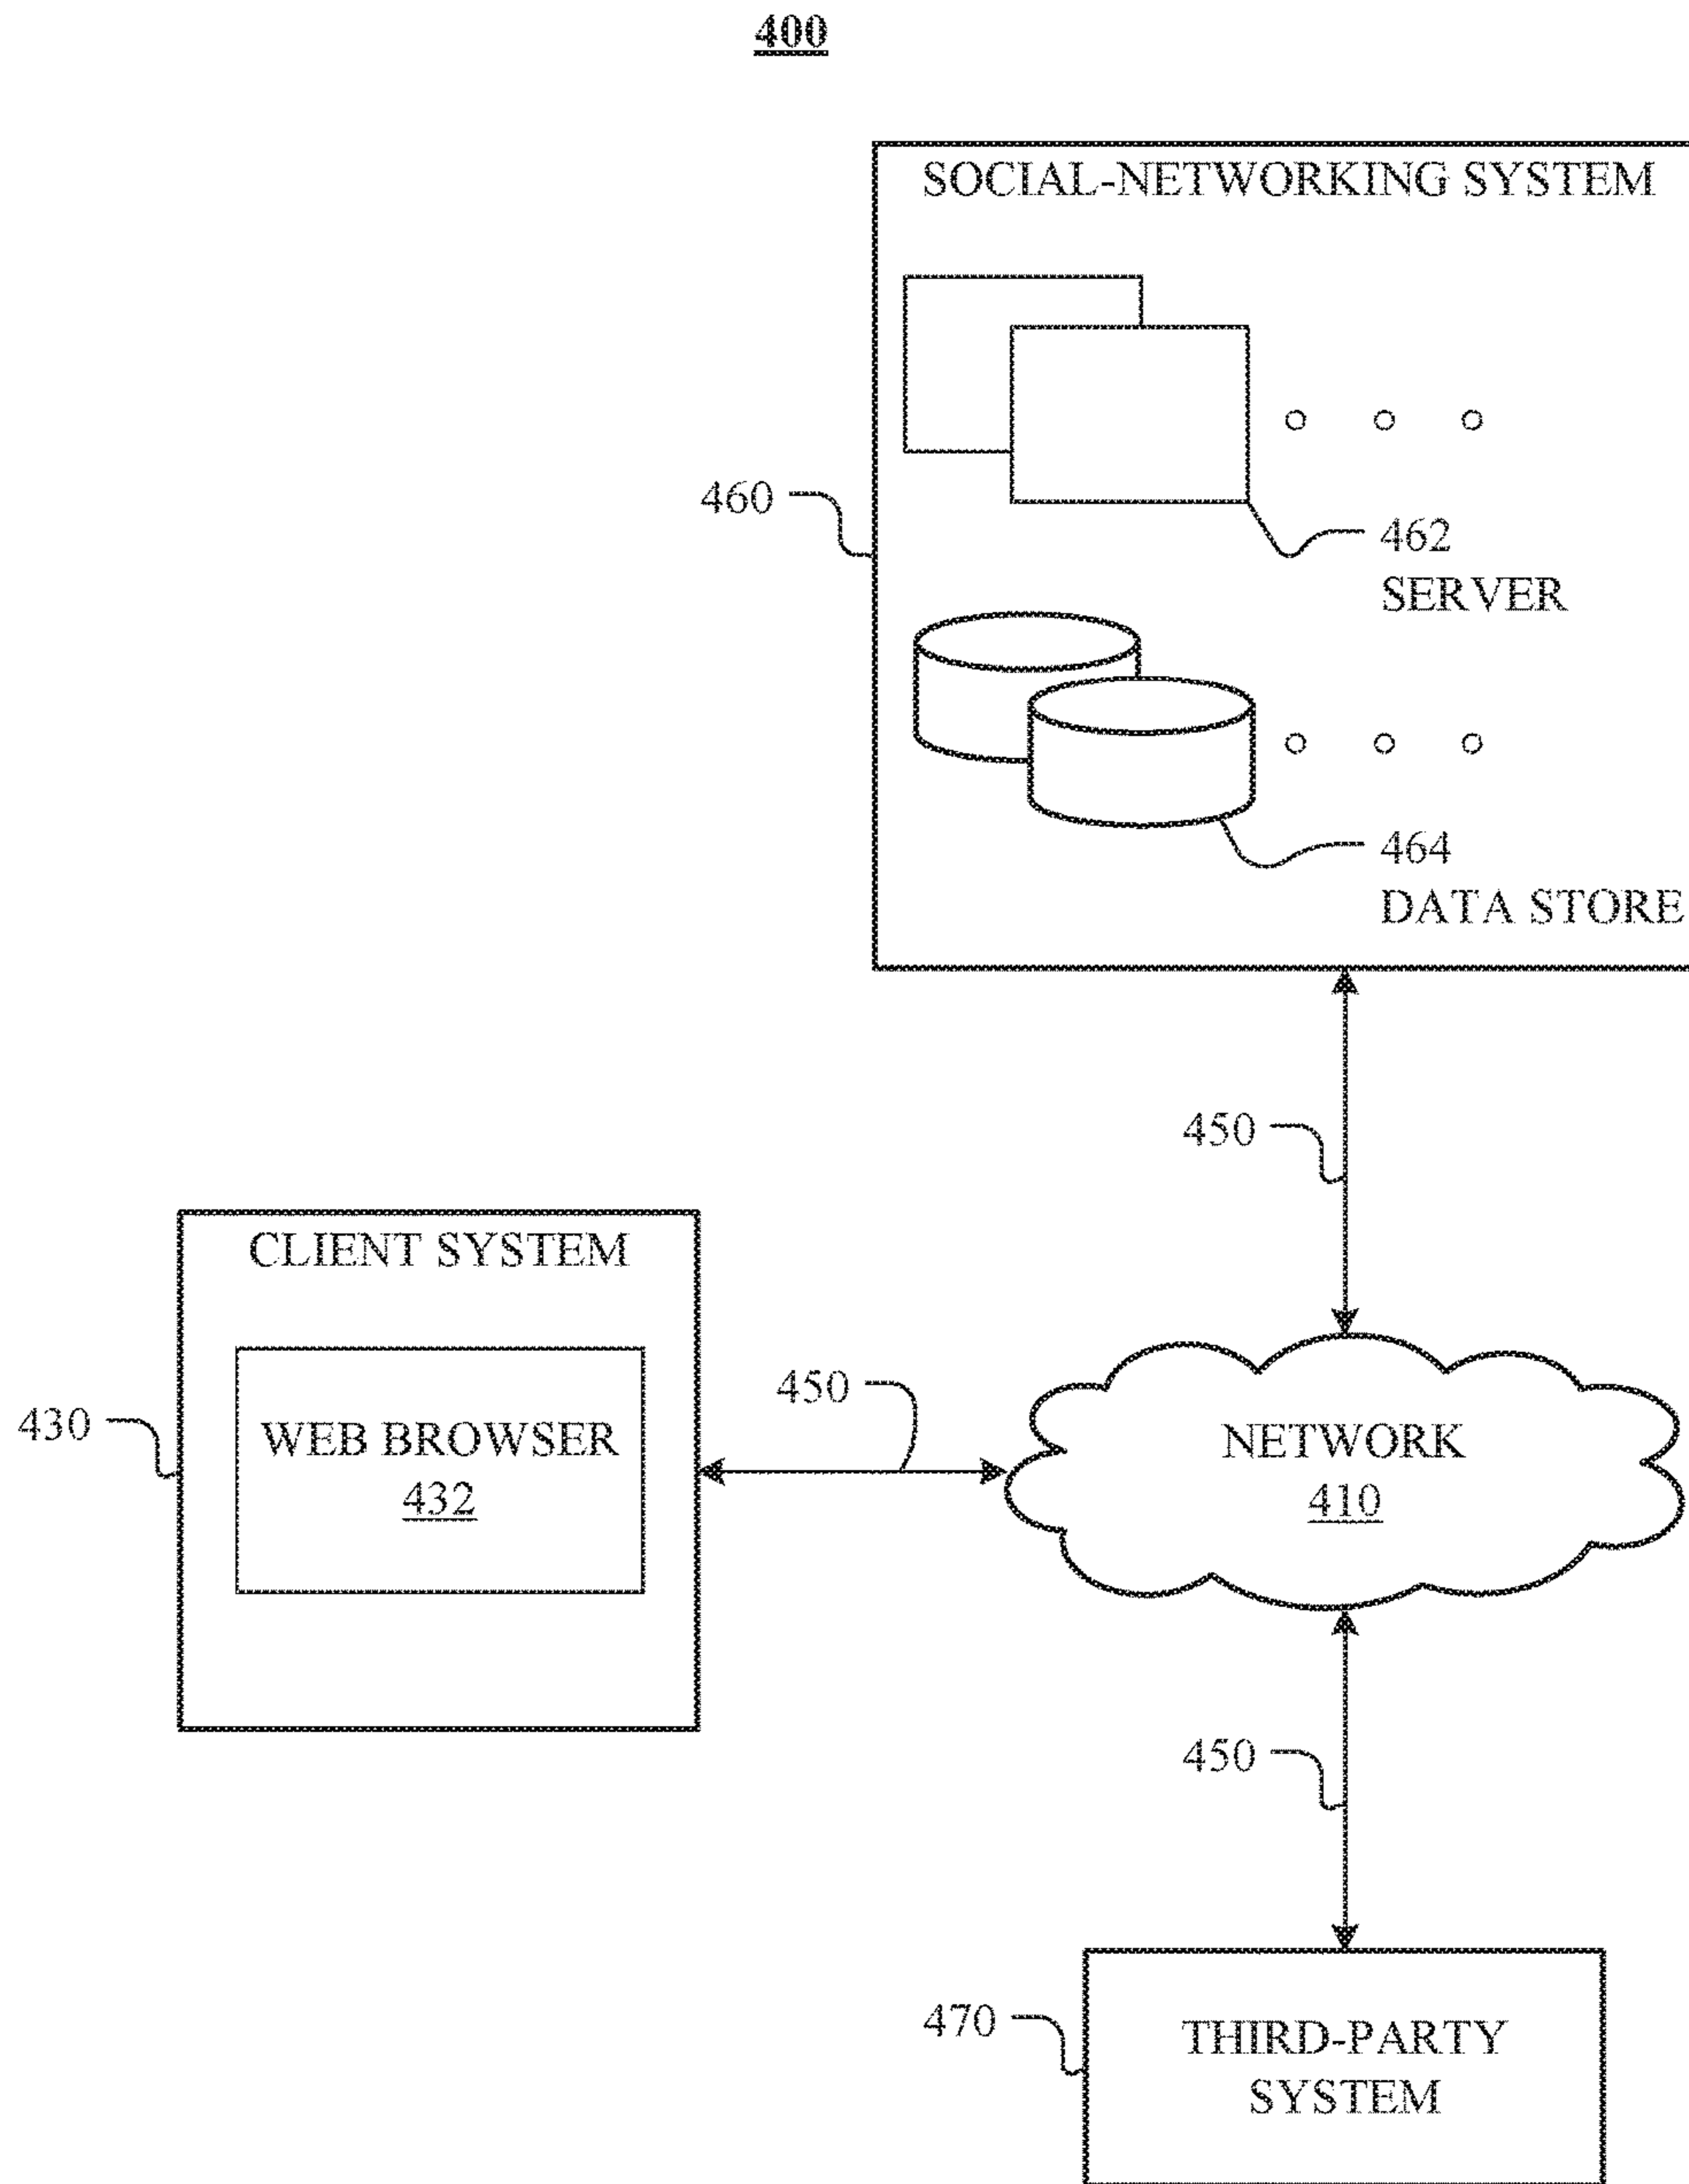 400
SOCIAL-NETWORKING SYSTEM
460
462
SERVER
464
DATA STORE
450
CLIENT SYSTEM
430
WEB BROWSER
432
450
NETWORK
410
450
470
THIRD-PARTY
SYSTEM